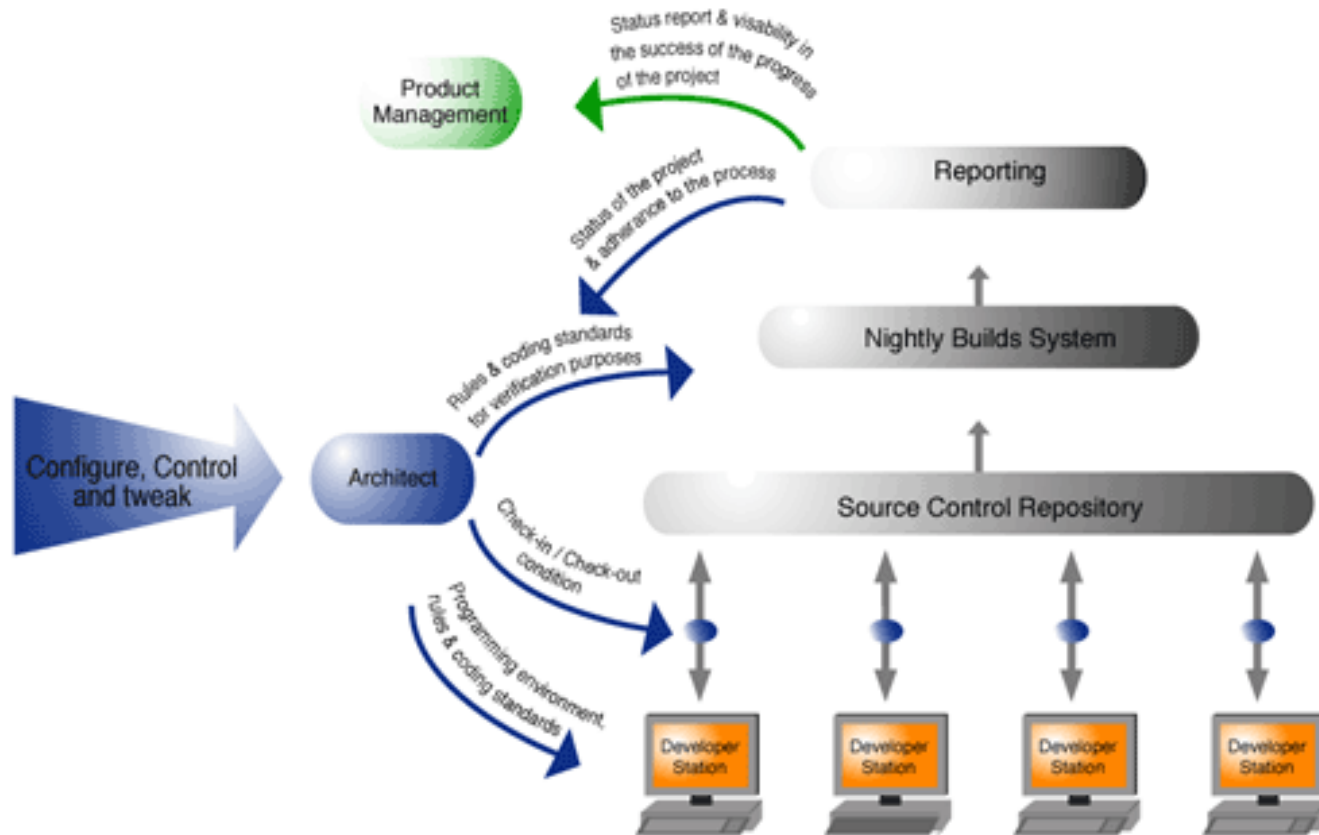 Status report & visability in
the success of the progress
of the project
Product
Management
Reporting
Status of the project
& adherance to the process
Nightly Builds System
Rules & coding standards
for verification purposes
Configure, Control
and tweak
Architect
Source Control Repository
Check-in / Check-out
condition
Programming environment,
rules & coding standards
Developer
Station
Developer
Station
Developer
Station
Developer
Station